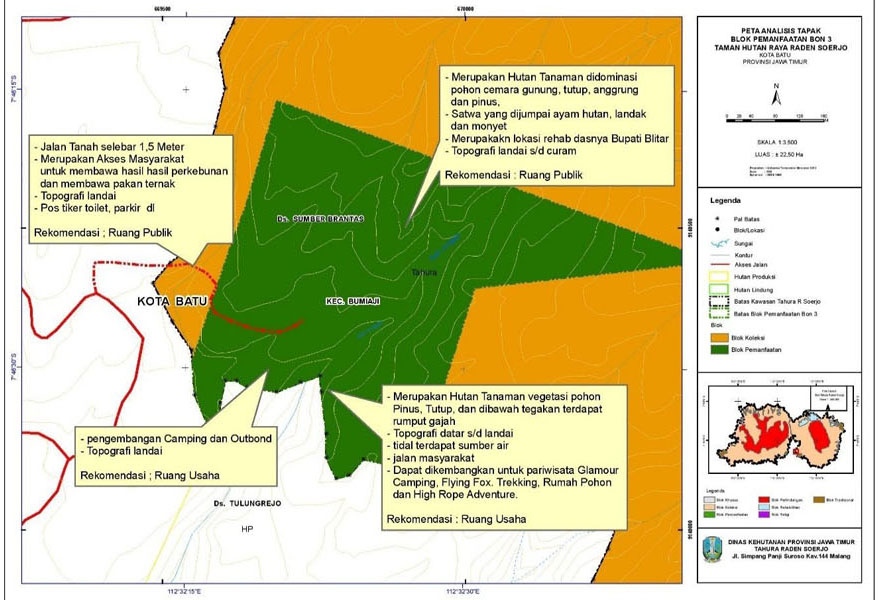 669500
670000
7°46'15"S
- Merupakan Hutan Tanaman didominasi
pohon cemara gunung, tutup, anggrung
dan pinus,
- Satwa yang dijumpai ayam hutan, landak
dan monyet
- Merupakakn lokasi rehab dasnya Bupati Blitar
- Topografi landai s/d curam
Rekomendasi : Ruang Publik
- Jalan Tanah selebar 1,5 Meter
- Merupakan Akses Masyarakat
untuk membawa hasil hasil perkebunan
dan membawa pakan ternak
- Topografi landai
- Pos tiker toilet, parkir dl
Rekomendasi ; Ruang Publik
Ds. SUMBER BRANTAS
Tahura
KOTA BATU
KEC. BUMIAJI
7°46'30"S
- pengembangan Camping dan Outbond
- Topografi landai
Rekomendasi ; Ruang Usaha
- Merupakan Hutan Tanaman vegetasi pohon
Pinus, Tutup, dan dibawah tegakan terdapat
rumput gajah
- Topografi datar s/d landai
- tidal terdapat sumber air
- jalan masyarakat
- Dapat dikembangkan untuk pariwisata Glamour
Camping, Flying Fox. Trekking, Rumah Pohon
dan High Rope Adventure.
Rekomendasi ; Ruang Usaha
Ds. TULUNGREJO
HP
112°32'15"E
112°32'30"E
PETA ANALISIS TAPAK
BLOK PEMANFAATAN BON 3
TAMAN HUTAN RAYA RADEN SOERJO
KOTA BATU
PROVINSI JAWA TIMUR
N
SKALA 1:3.500
LUAS : ± 22,50 Ha
Legenda
Pal Batas
Blok/Lokasi
Sungai
Kontur
Akses Jalan
Hutan Produksi
Hutan Lindung
Batas Kawasan Tahura R Soerjo
Batas Blok Pemanfaatan Bon 3
Blok
Blok Koleksi
Blok Pemanfaatan
Legenda
DINAS KEHUTANAN PROVINSI JAWA TIMUR
TAHURA RADEN SOERJO
Jl. Simpang Panji Suroso Kav.144 Malang